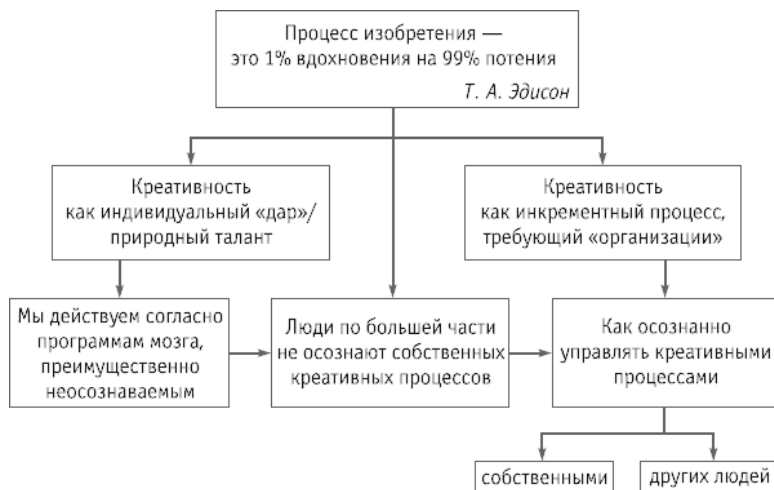 Процесс изобретения —
это 1% вдохновения на 99% потения
Т. А. Эдисон
Креативность
как индивидуальный «дар»/
природный талант
Креативность
как инкрементный процесс,
требующий «организации»
Мы действуем согласно
программам мозга,
преимущественно
неосознаваемым
Люди по большей части
не осознают собственных
креативных процессов
Как осознанно
управлять креативными
процессами
собственными
других людей